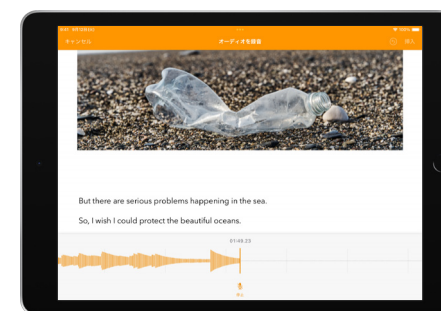 キャンセル
オーディオを録音
挿入
100%
But there are serious problems happening in the sea.
So, I wish I could protect the beautiful oceans.
01:48.23